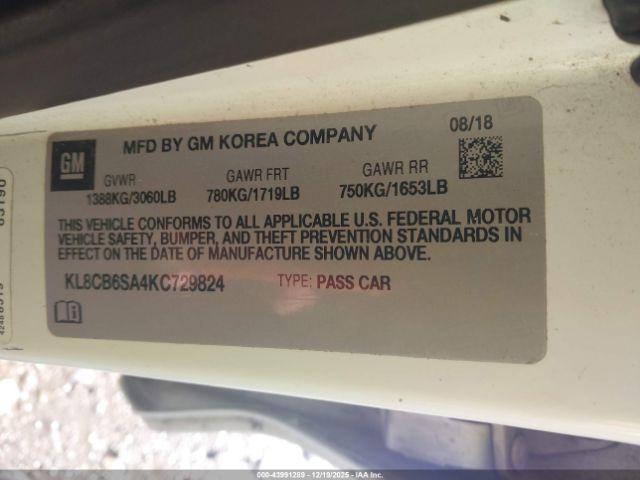 GM
MFD BY GM KOREA COMPANY
08/18
GVWR
GAWR FRT
GAWR RR
1388KG/3060LB
780KG/1719LB
750KG/1653LB
THIS VEHICLE CONFORMS TO ALL APPLICABLE U.S. FEDERAL MOTOR
VEHICLE SAFETY, BUMPER, AND THEFT PREVENTION STANDARDS IN
EFFECT ON THE DATE OF MANUFACTURE SHOWN ABOVE.
KL8CB6SA4KC729824
TYPE: PASS CAR
000-43991289 - 12/19/2025 - IAA Inc.